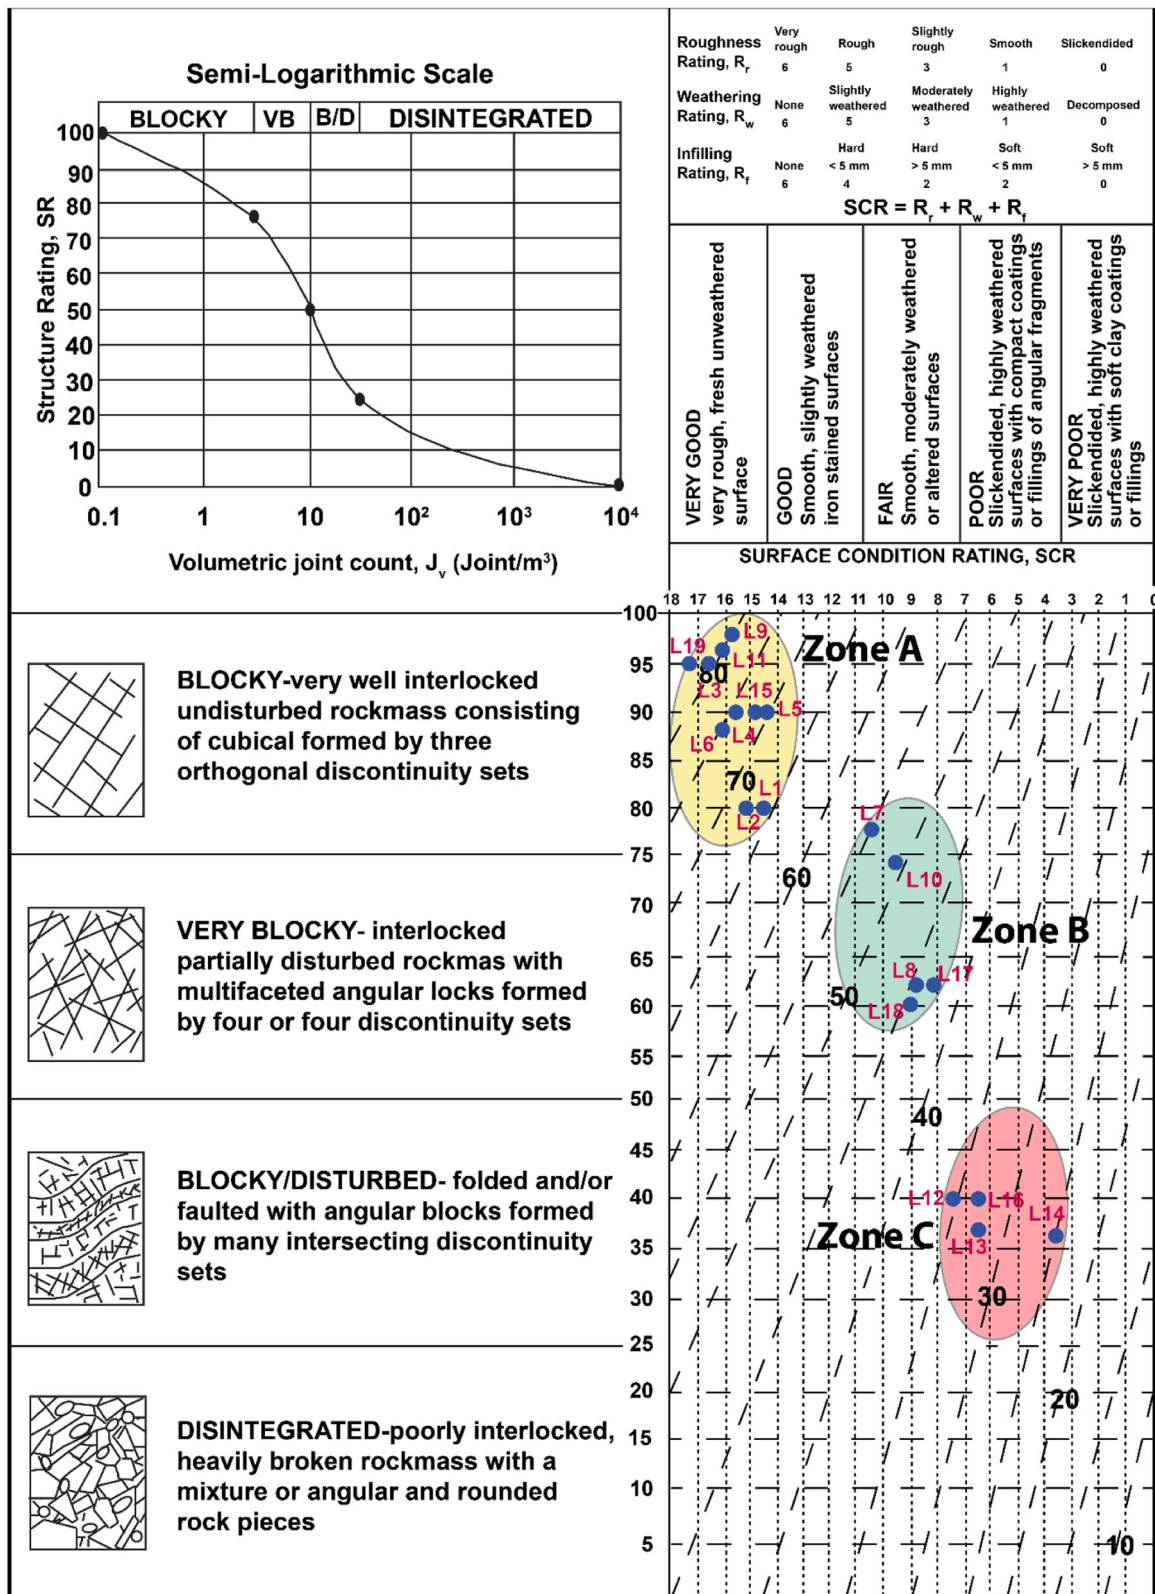 Semi-Logarithmic Scale
BLOCKY VB B/D DISINTEGRATED
100
90
80
70
60
50
40
30
20
10
0
Structure Rating, SR
0.1 1 10 10² 10³ 10⁴
Volumetric joint count, Jv (Joint/m³)
Roughness Rating, Rr
Very rough Rough Slightly rough Smooth Slickendided
6 5 3 1 0
Weathering Rating, Rw
None Slightly weathered Moderately weathered Highly weathered Decomposed
6 5 3 1 0
Infilling Rating, Rf
None Hard < 5 mm Hard > 5 mm Soft < 5 mm Soft > 5 mm
6 4 2 2 0
SCR = Rr + Rw + Rf
VERY GOOD
very rough, fresh unweathered
surface
GOOD
Smooth, slightly weathered
iron stained surfaces
FAIR
Smooth, moderately weathered
or altered surfaces
POOR
Slickendided, highly weathered
surfaces with compact coatings
or fillings of angular fragments
VERY POOR
Slickendided, highly weathered
surfaces with soft clay coatings
or fillings
SURFACE CONDITION RATING, SCR
18 17 16 15 14 13 12 11 10 9 8 7 6 5 4 3 2 1 0
BLOCKY-very well interlocked
undisturbed rockmass consisting
of cubical formed by three
orthogonal discontinuity sets
VERY BLOCKY- interlocked
partially disturbed rockmas with
multifaceted angular locks formed
by four or four discontinuity sets
BLOCKY/DISTURBED- folded and/or
faulted with angular blocks formed
by many intersecting discontinuity
sets
DISINTEGRATED-poorly interlocked,
heavily broken rockmass with a
mixture or angular and rounded
rock pieces
100
95
90
85
80
75
70
65
60
55
50
45
40
35
30
25
20
15
10
5
L9
Zone A
L19
L11
80
L3 L15
L5
L6 L4
70
L1
L2
L7
60
L10
Zone B
L8 L17
50
L18
40
L12 L16
L14
Zone C
L13
30
20
10